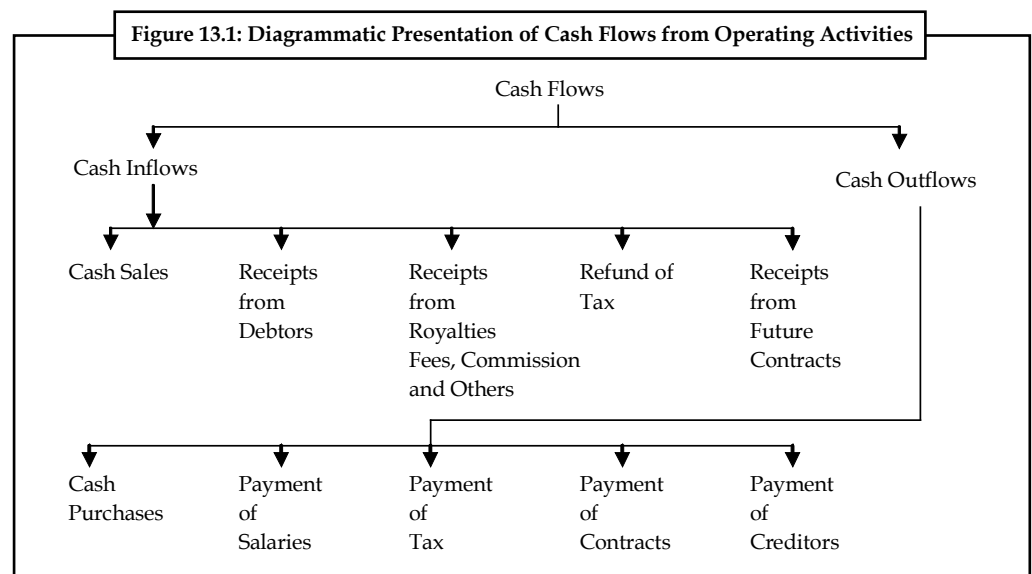 Figure 13.1: Diagrammatic Presentation of Cash Flows from Operating Activities
Cash Flows
Cash Inflows
Cash Outflows
Cash Sales
Receipts
from
Debtors
Receipts
from
Royalties
Fees, Commission
and Others
Refund of
Tax
Receipts
from
Future
Contracts
Cash
Purchases
Payment
of
Salaries
Payment
of
Tax
Payment
of
Contracts
Payment
of
Creditors